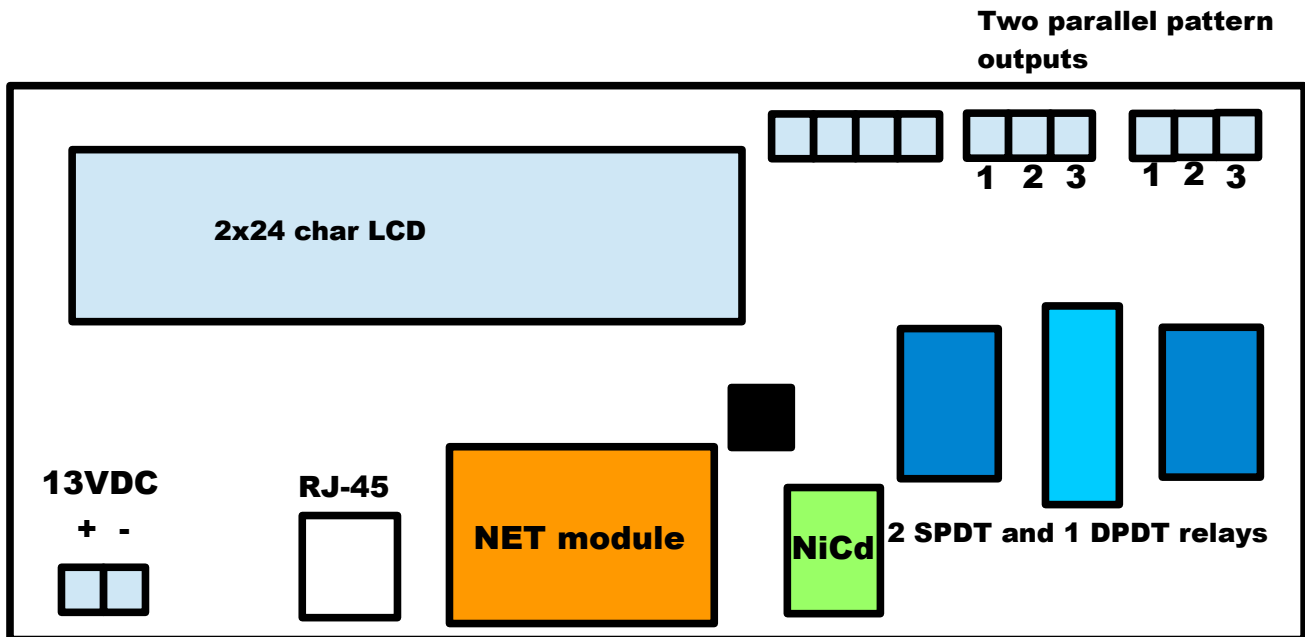 Two parallel pattern
outputs
1 2 3 1 2 3
2x24 char LCD
13VDC
+ -
RJ-45
NET module
NiCd
2 SPDT and 1 DPDT relays